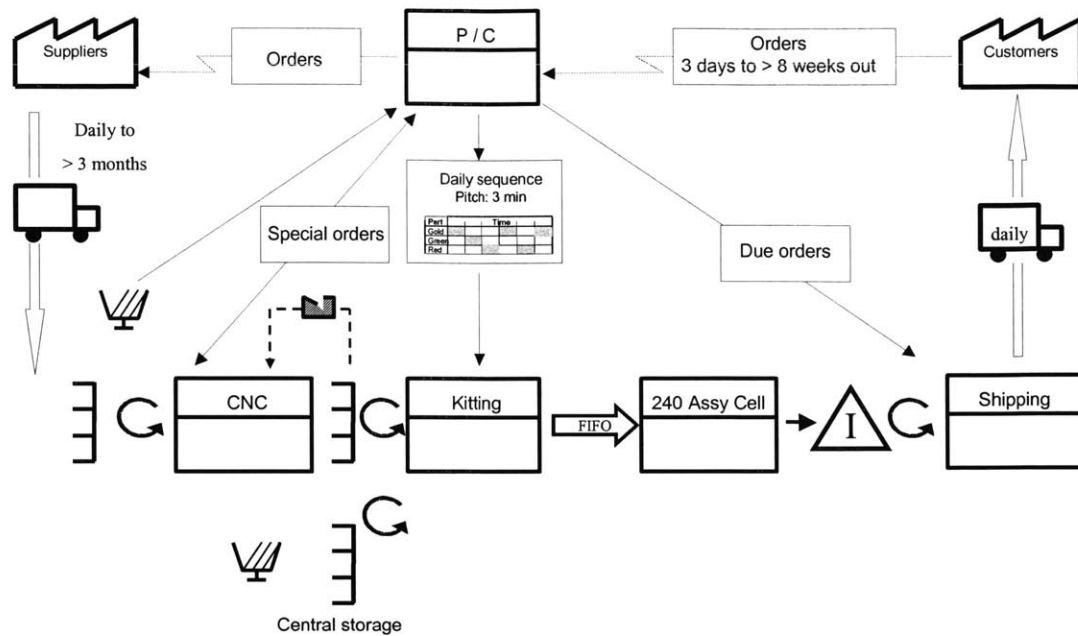 P / C
Suppliers
Orders
Orders
3 days to > 8 weeks out
Customers
Daily to
> 3 months
Daily sequence
Pitch: 3 min
Part Time
Gold
Green
Red
Special orders
Due orders
daily
CNC
Kitting
FIFO
240 Assy Cell
I
Shipping
Central storage